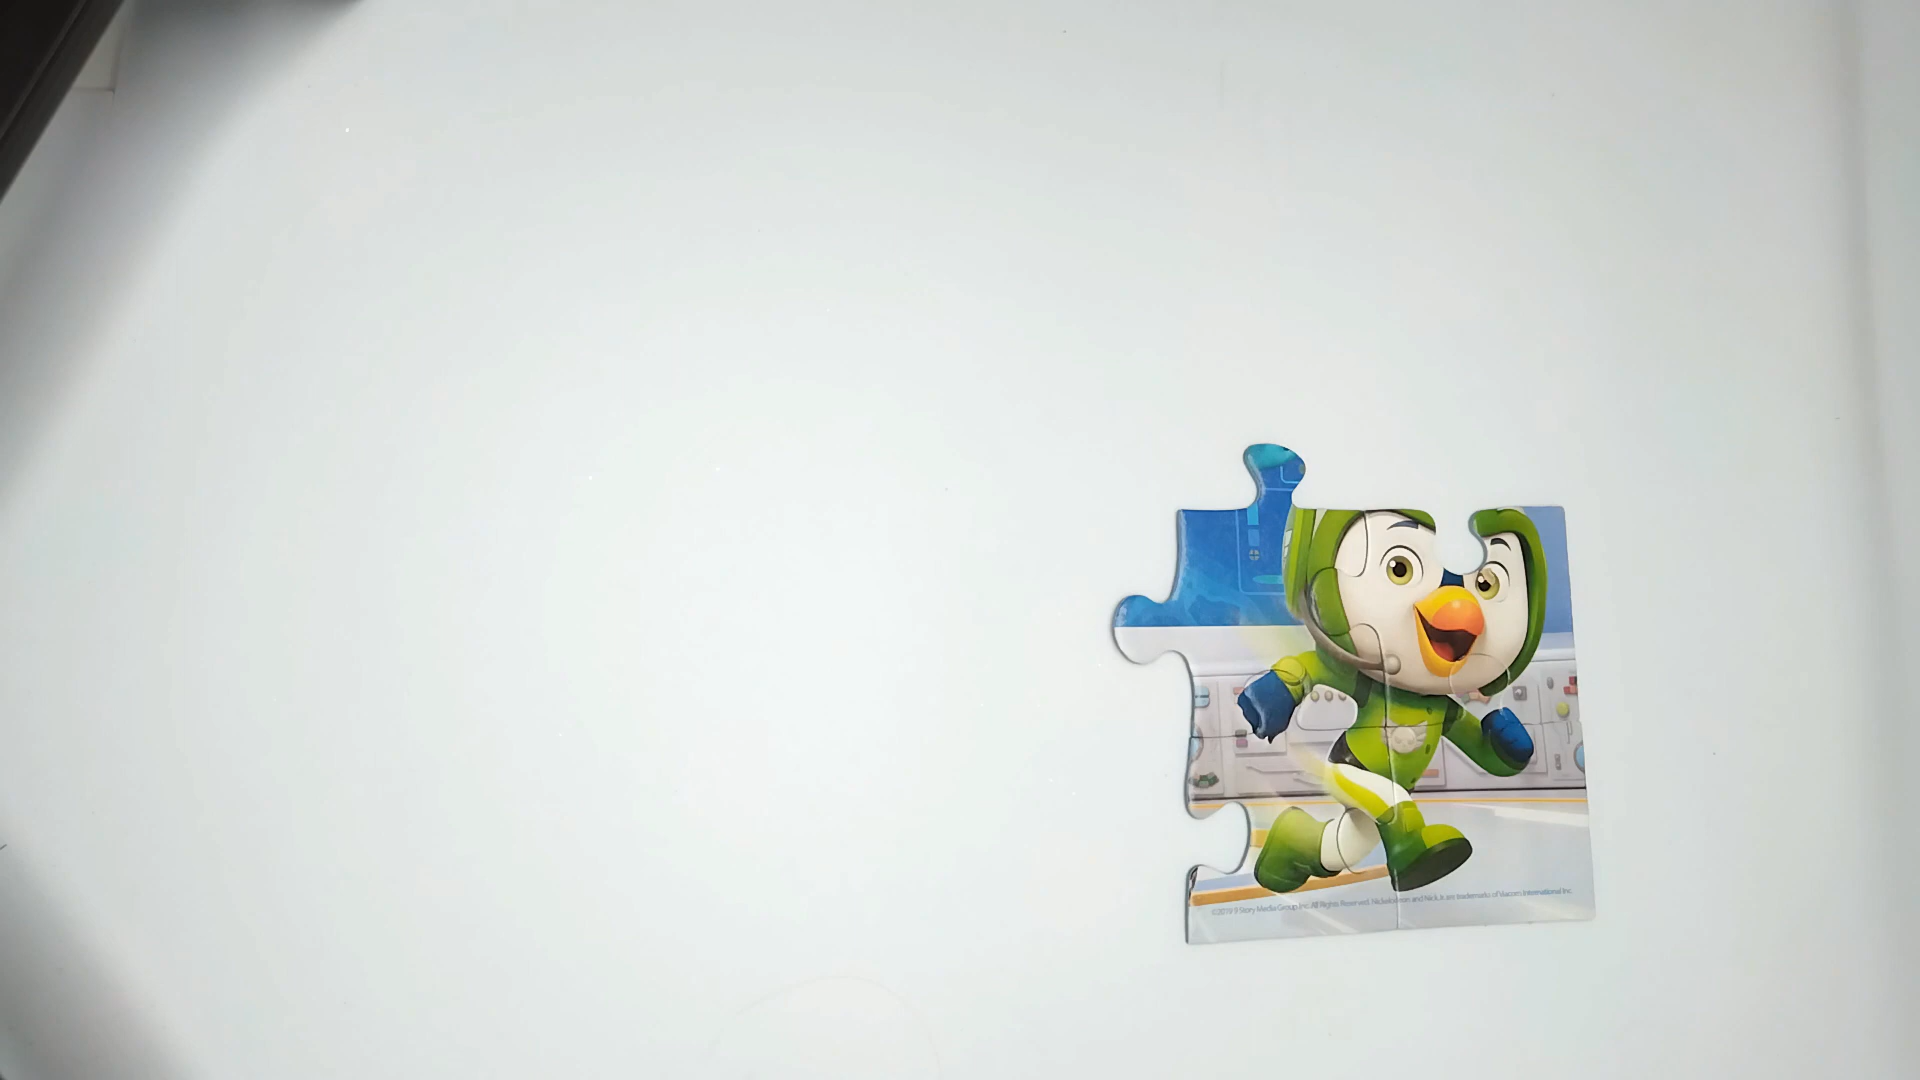 ©2019 9 Story Media Group Inc. All Rights Reserved. Nickelodeon and Nick Jr. are trademarks of Viacom International Inc.